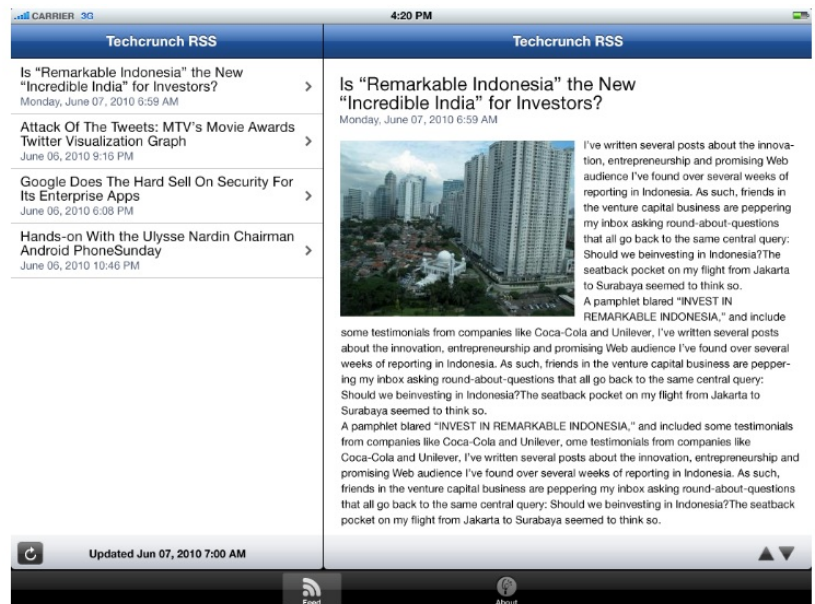 CARRIER 3G
4:20 PM
Techcrunch RSS
Is “Remarkable Indonesia” the New
“Incredible India” for Investors?
Monday, June 07, 2010 6:59 AM
Attack Of The Tweets: MTV's Movie Awards
Twitter Visualization Graph
June 06, 2010 9:16 PM
Google Does The Hard Sell On Security For
Its Enterprise Apps
June 06, 2010 6:08 PM
Hands-on With the Ulysse Nardin Chairman
Android PhoneSunday
June 06, 2010 10:46 PM
Updated Jun 07, 2010 7:00 AM
Techcrunch RSS
Is “Remarkable Indonesia” the New
“Incredible India” for Investors?
Monday, June 07, 2010 6:59 AM
I've written several posts about the innova-
tion, entrepreneurship and promising Web
audience I've found over several weeks of
reporting in Indonesia. As such, friends in
the venture capital business are peppering
my inbox asking round-about-questions
that all go back to the same central query:
Should we beinvesting in Indonesia?The
seatback pocket on my flight from Jakarta
to Surabaya seemed to think so.
A pamphlet blared “INVEST IN
REMARKABLE INDONESIA,” and include
some testimonials from companies like Coca-Cola and Unilever, I've written several posts
about the innovation, entrepreneurship and promising Web audience I've found over several
weeks of reporting in Indonesia. As such, friends in the venture capital business are pepper-
ing my inbox asking round-about-questions that all go back to the same central query:
Should we beinvesting in Indonesia?The seatback pocket on my flight from Jakarta to
Surabaya seemed to think so.
A pamphlet blared “INVEST IN REMARKABLE INDONESIA,” and included some testimonials
from companies like Coca-Cola and Unilever, ome testimonials from companies like
Coca-Cola and Unilever, I've written several posts about the innovation, entrepreneurship and
promising Web audience I've found over several weeks of reporting in Indonesia. As such,
friends in the venture capital business are peppering my inbox asking round-about-questions
that all go back to the same central query: Should we beinvesting in Indonesia?The seatback
pocket on my flight from Jakarta to Surabaya seemed to think so.
Feed
About